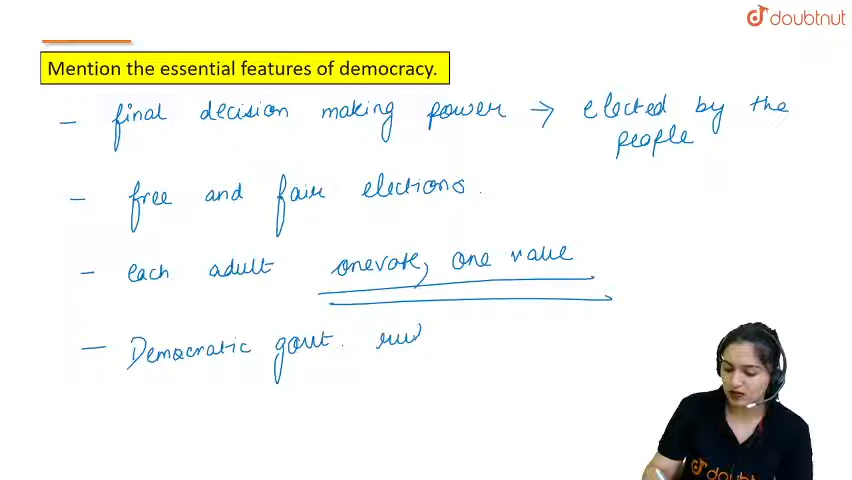 doubtnut
Mention the essential features of democracy.
- final decision making power → elected by the
people
- free and fair elections.
- each adult onevote, one value
- Democratic govt.
doubtnut